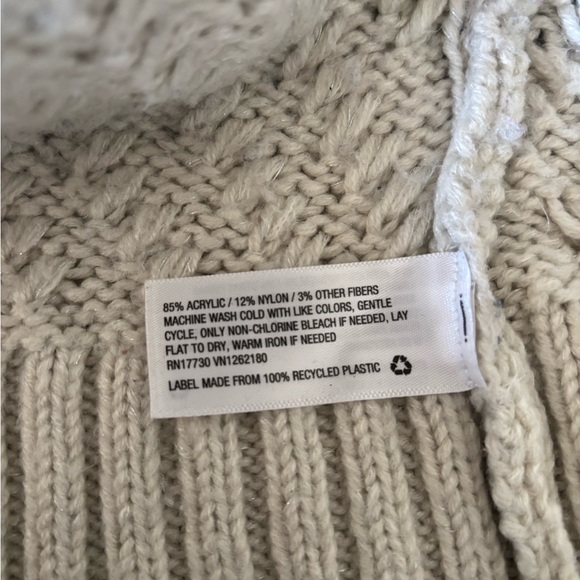 85% ACRYLIC / 12% NYLON / 3% OTHER FIBERS
MACHINE WASH COLD WITH LIKE COLORS, GENTLE
CYCLE, ONLY NON-CHLORINE BLEACH IF NEEDED, LAY
FLAT TO DRY, WARM IRON IF NEEDED
RN17730 VN1262180
LABEL MADE FROM 100% RECYCLED PLASTIC